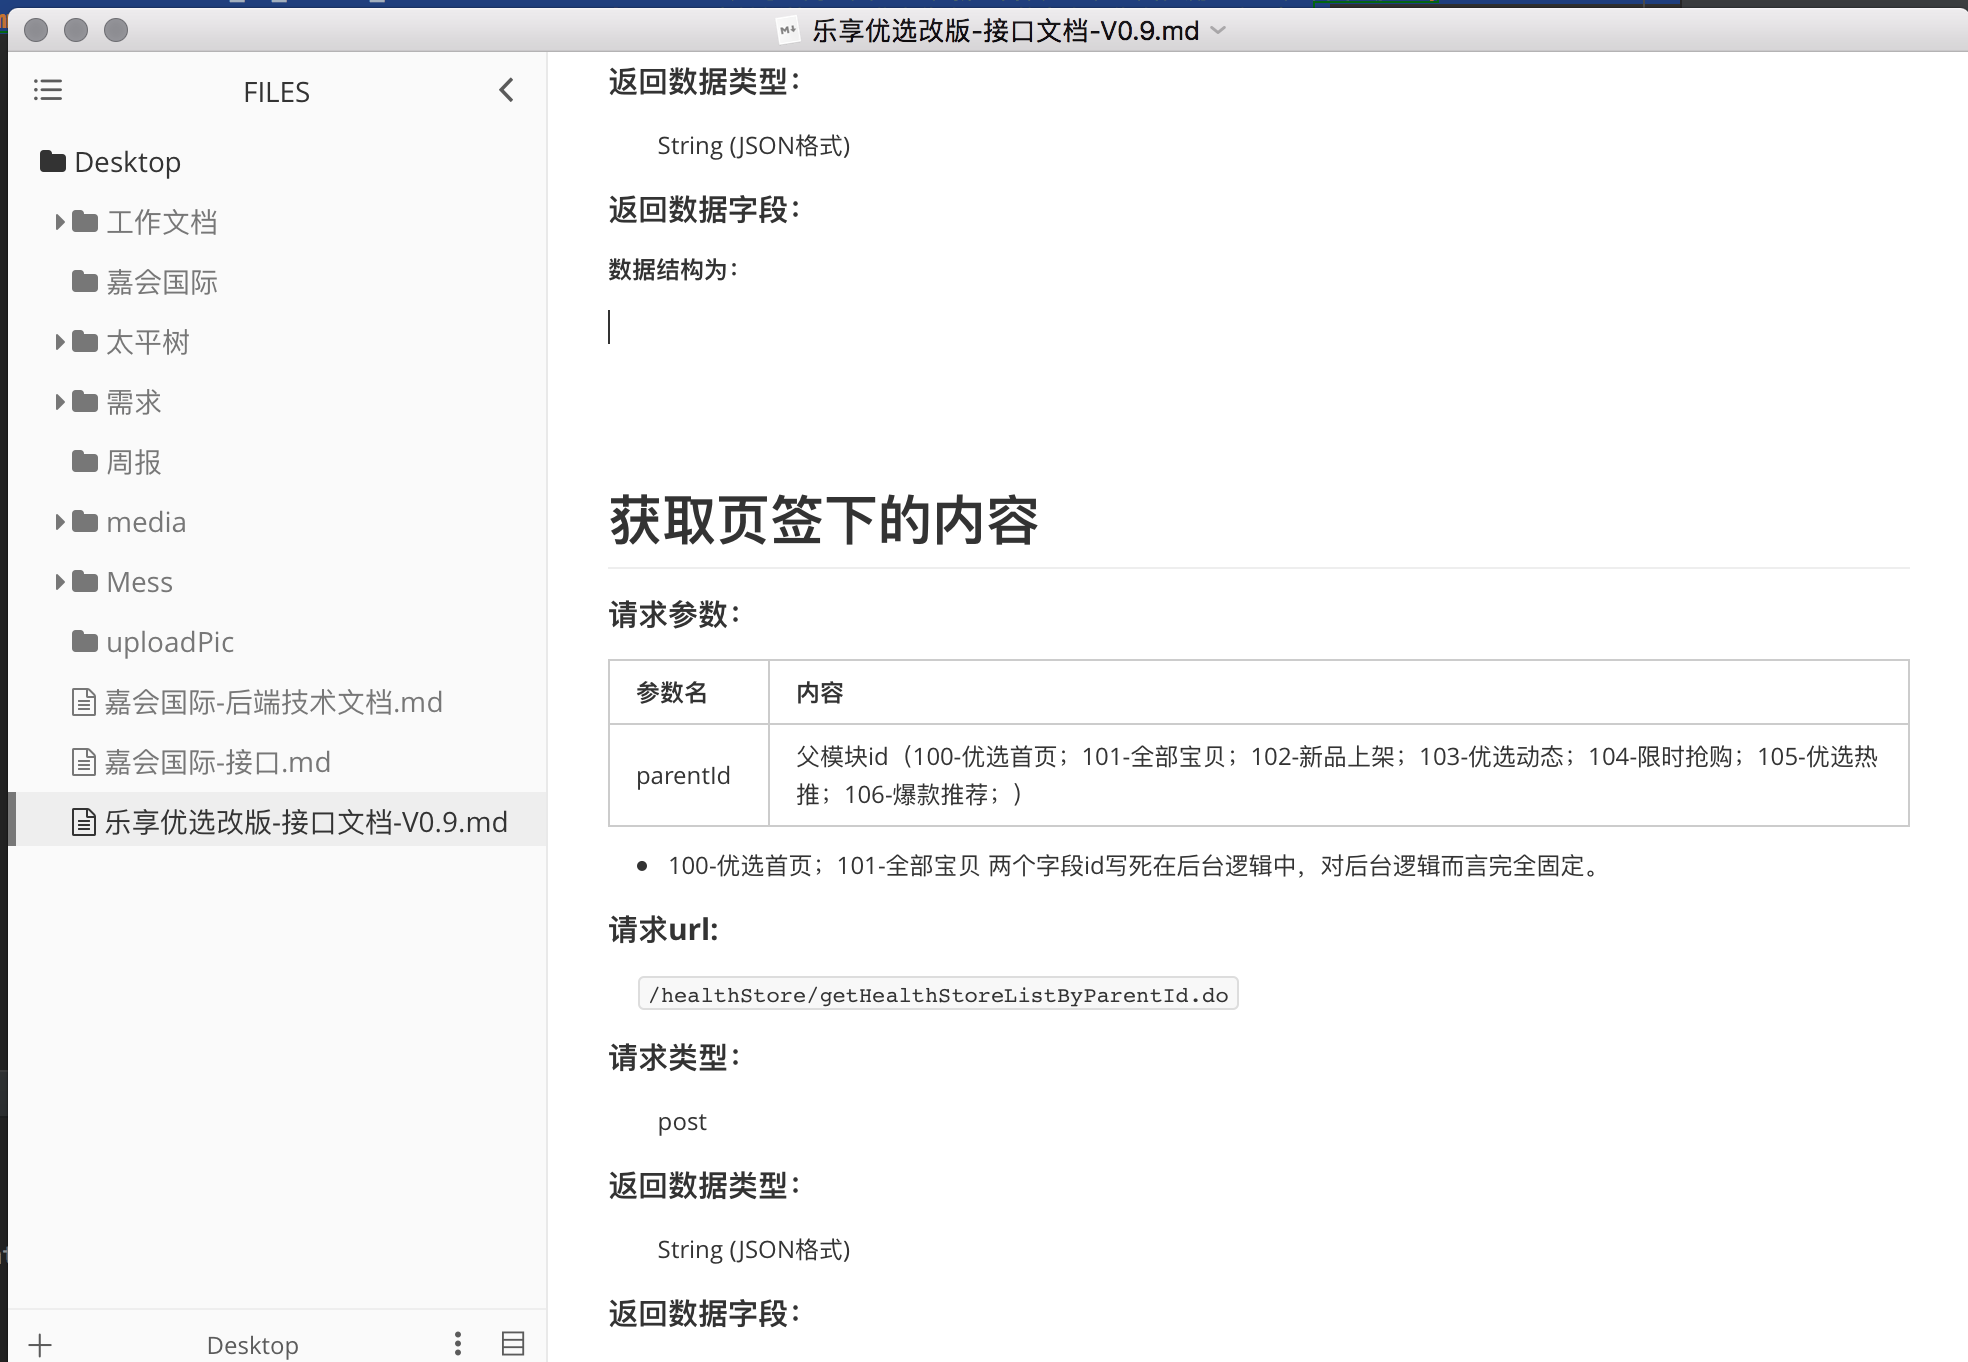 乐享优选改版-接口文档-V0.9.md
FILES
Desktop
工作文档
嘉会国际
太平树
需求
周报
media
Mess
uploadPic
嘉会国际-后端技术文档.md
嘉会国际-接口.md
乐享优选改版-接口文档-V0.9.md
Desktop
返回数据类型：
String (JSON格式)
返回数据字段：
数据结构为：
获取页签下的内容
请求参数：
参数名 内容
parentId 父模块id（100-优选首页；101-全部宝贝；102-新品上架；103-优选动态；104-限时抢购；105-优选热
推；106-爆款推荐；）
100-优选首页；101-全部宝贝 两个字段id写死在后台逻辑中，对后台逻辑而言完全固定。
请求url:
/healthStore/getHealthStoreListByParentId.do
请求类型：
post
返回数据类型：
String (JSON格式)
返回数据字段：